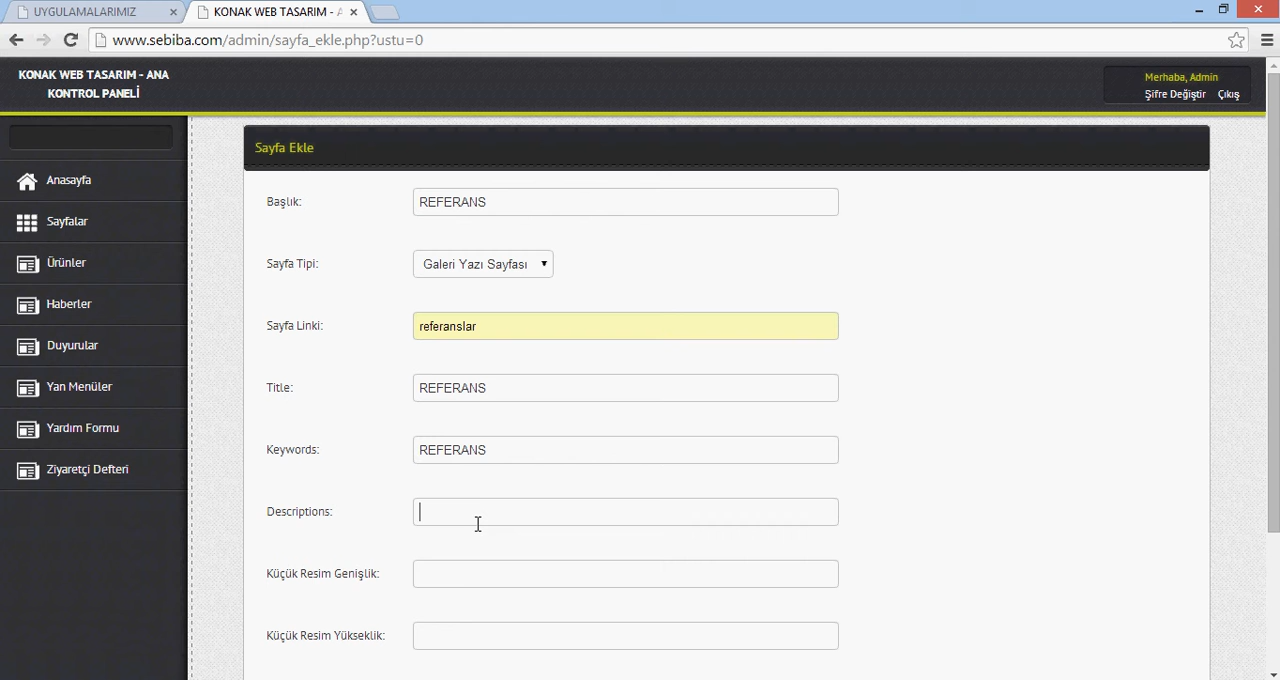 UYGULAMALARIMIZ
KONAK WEB TASARIM - A
www.sebiba.com/admin/sayfa_ekle.php?ustu=0
KONAK WEB TASARIM - ANA
KONTROL PANELİ
Merhaba, Admin
Şifre Değiştir Çıkış
Anasayfa
Sayfalar
Ürünler
Haberler
Duyurular
Yan Menüler
Yardım Formu
Ziyaretçi Defteri
Sayfa Ekle
Başlık: REFERANS
Sayfa Tipi: Galeri Yazı Sayfası
Sayfa Linki: referanslar
Title: REFERANS
Keywords: REFERANS
Descriptions:
Küçük Resim Genişlik:
Küçük Resim Yükseklik: